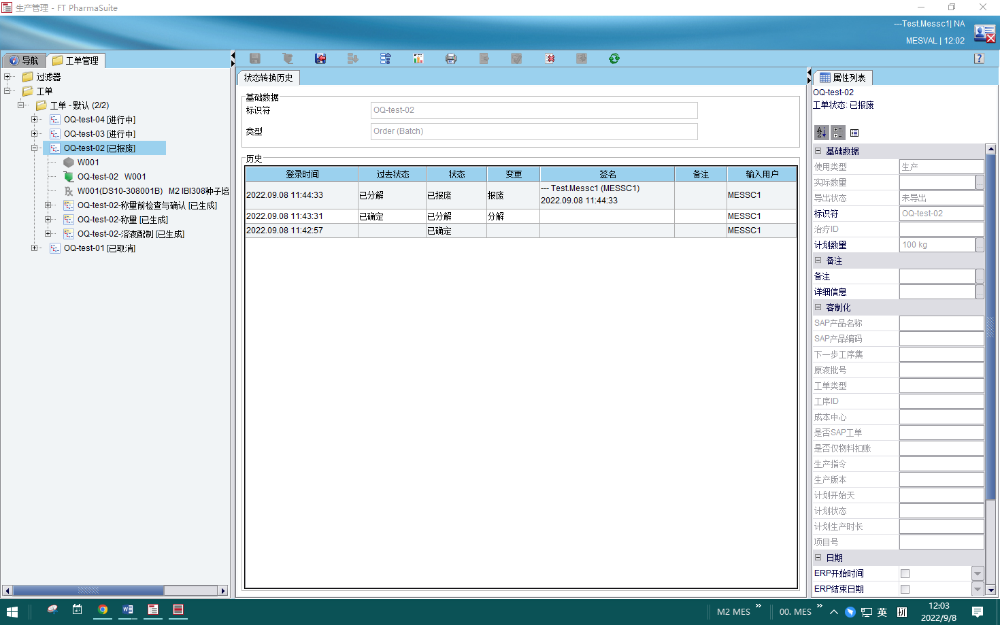 生产管理 - FT PharmaSuite
---Test.Messc1| NA
MESVAL | 12:02
导航
工单管理
过滤器
工单
工单 - 默认 (2/2)
OQ-test-04 [进行中]
OQ-test-03 [进行中]
OQ-test-02 [已报废]
W001
OQ-test-02 W001
W001(DS10-308001B) M2 IBI308种子培
OQ-test-02-称量前检查与确认 [已生成]
OQ-test-02-称量 [已生成]
OQ-test-02-溶液配制 [已生成]
OQ-test-01 [已取消]
状态转换历史
基础数据
标识符 OQ-test-02
类型 Order (Batch)
历史
登录时间 过去状态 状态 变更 签名 备注 输入用户
2022.09.08 11:44:33 已分解 已报废 报废 --- Test.Messc1 (MESSC1) MESSC1
2022.09.08 11:44:33
2022.09.08 11:43:31 已确定 已分解 分解 MESSC1
2022.09.08 11:42:57 已确定 MESSC1
属性列表
OQ-test-02
工单状态: 已报废
基础数据
使用类型 生产
实际数量
导出状态 未导出
标识符 OQ-test-02
治疗ID
计划数量 100 kg
备注
备注
详细信息
客制化
SAP产品名称
SAP产品编码
下一步工序集
原液批号
工单类型
工序ID
成本中心
是否SAP工单
是否仅物料扣账
生产指令
生产版本
计划开始天
计划状态
计划生产时长
项目号
日期
ERP开始时间
ERP结束日期
M2 MES
00. MES
英
拼
12:03
2022/9/8